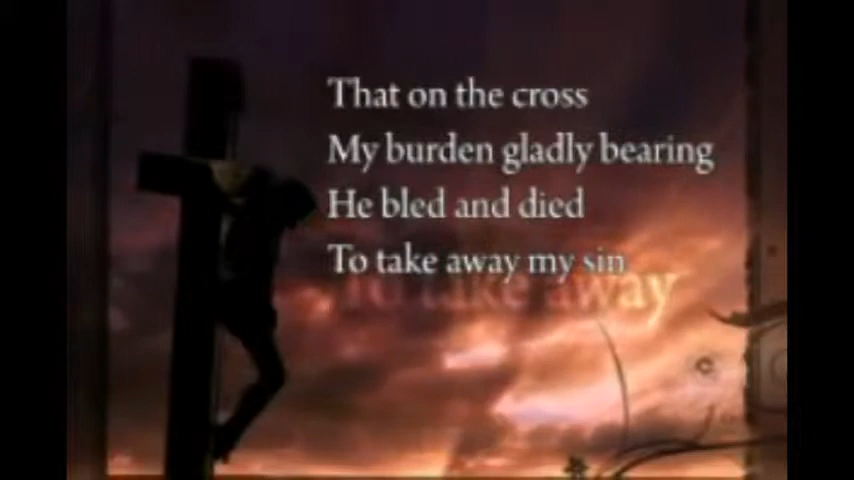 That on the cross
My burden gladly bearing
He bled and died
To take away my sin
To take away